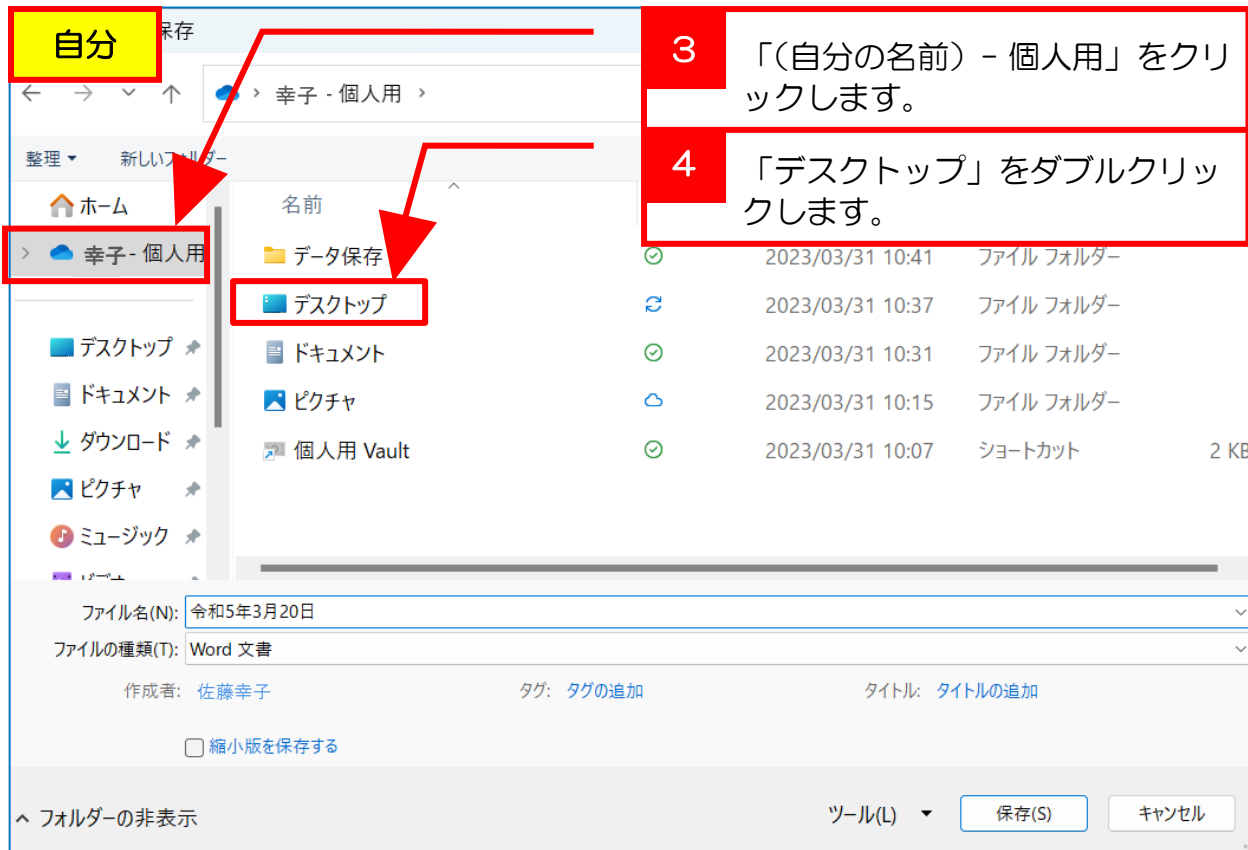 自分
保存
3
「(自分の名前) - 個人用」をクリ
ックします。
幸子 - 個人用
4
「デスクトップ」をダブルクリッ
クします。
整理
新しいフォルダー
ホーム
幸子 - 個人用
デスクトップ
ドキュメント
ダウンロード
ピクチャ
ミュージック
ビデオ
名前
データ保存 2023/03/31 10:41 ファイル フォルダー
デスクトップ 2023/03/31 10:37 ファイル フォルダー
ドキュメント 2023/03/31 10:31 ファイル フォルダー
ピクチャ 2023/03/31 10:15 ファイル フォルダー
個人用 Vault 2023/03/31 10:07 ショートカット 2 KB
ファイル名(N): 令和5年3月20日
ファイルの種類(T): Word 文書
作成者: 佐藤幸子 タグ: タグの追加 タイトル: タイトルの追加
縮小版を保存する
フォルダーの非表示 ツール(L) 保存(S) キャンセル